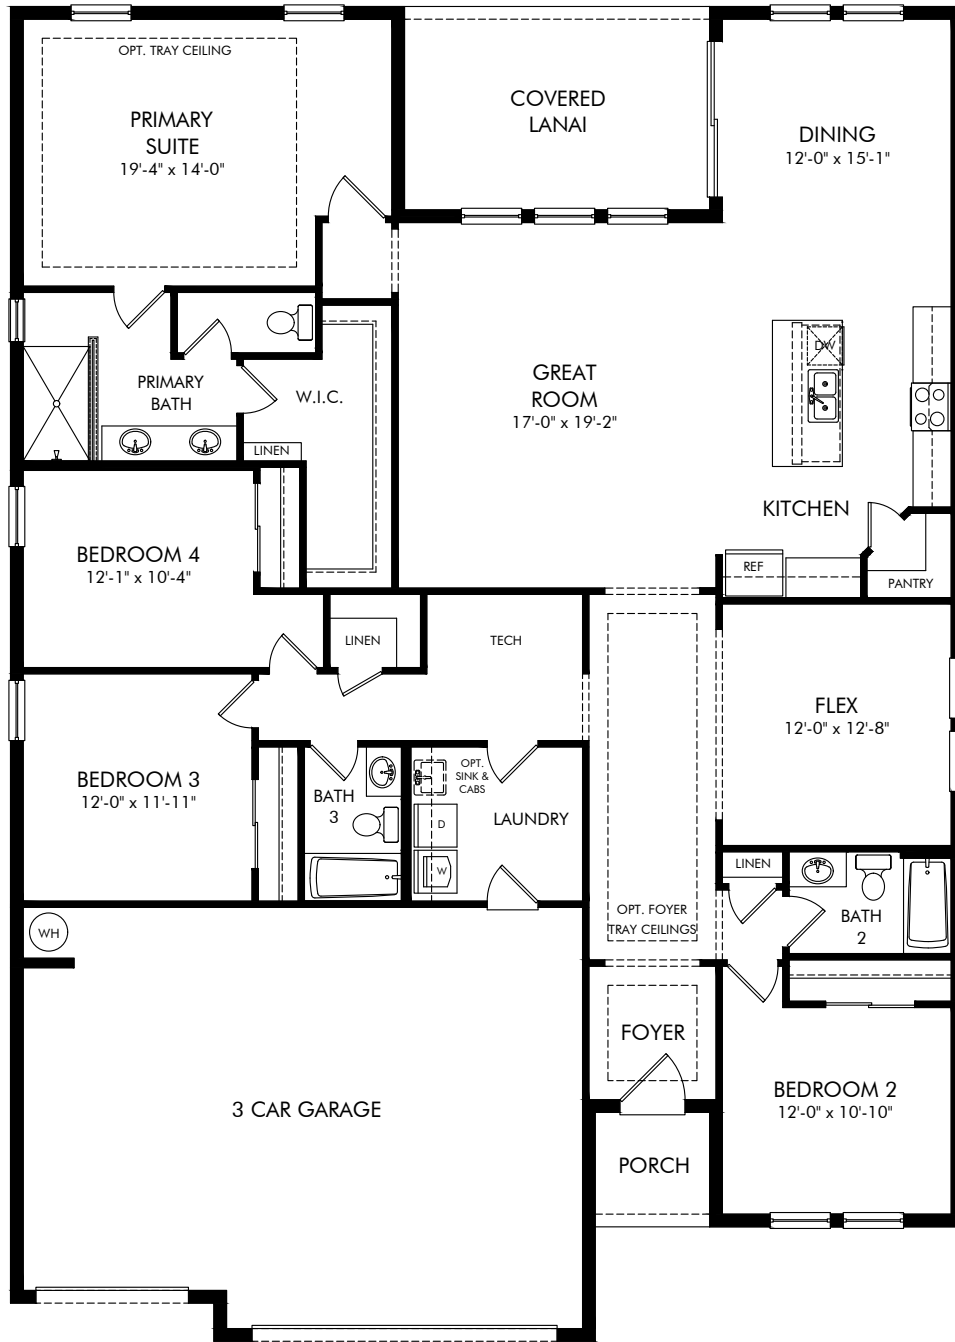 OPT. TRAY CEILING
PRIMARY
SUITE
19'-4" x 14'-0"
COVERED
LANAI
DINING
12'-0" x 15'-1"
PRIMARY
BATH
W.I.C.
LINEN
GREAT
ROOM
17'-0" x 19'-2"
DW
KITCHEN
REF
PANTRY
BEDROOM 4
12'-1" x 10'-4"
LINEN
TECH
FLEX
12'-0" x 12'-8"
BEDROOM 3
12'-0" x 11'-11"
BATH
3
OPT.
SINK &
CABS
D
W
LAUNDRY
LINEN
BATH
2
OPT. FOYER
TRAY CEILINGS
WH
FOYER
3 CAR GARAGE
BEDROOM 2
12'-0" x 10'-10"
PORCH